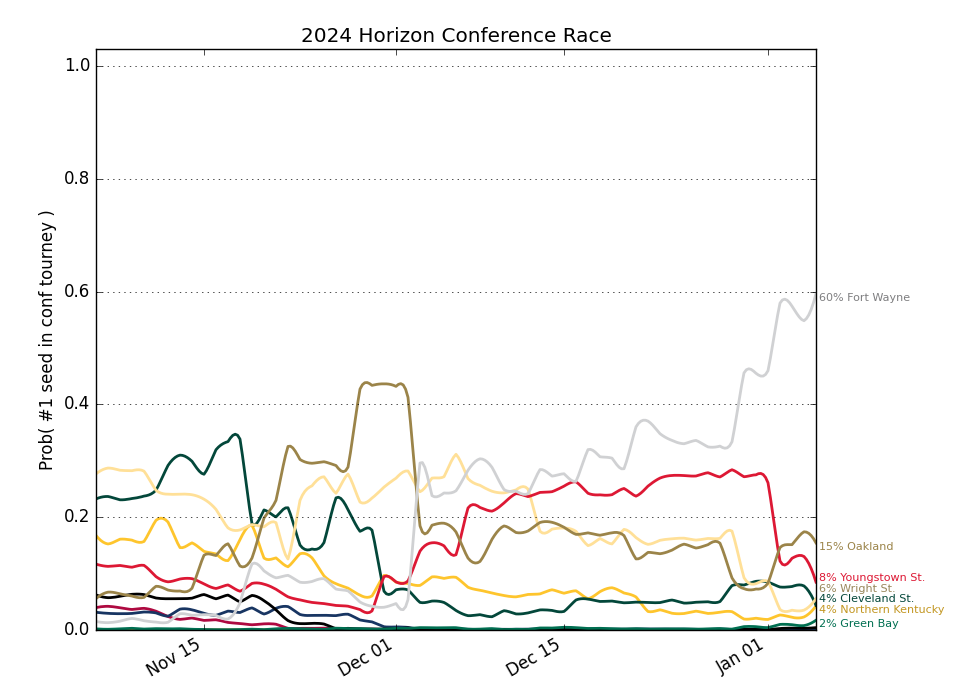 2024 Horizon Conference Race
Prob( #1 seed in conf tourney )
1.0
0.8
0.6
0.4
0.2
0.0
Nov 15
Dec 01
Dec 15
Jan 01
60% Fort Wayne
15% Oakland
8% Youngstown St.
6% Wright St.
4% Cleveland St.
4% Northern Kentucky
2% Green Bay